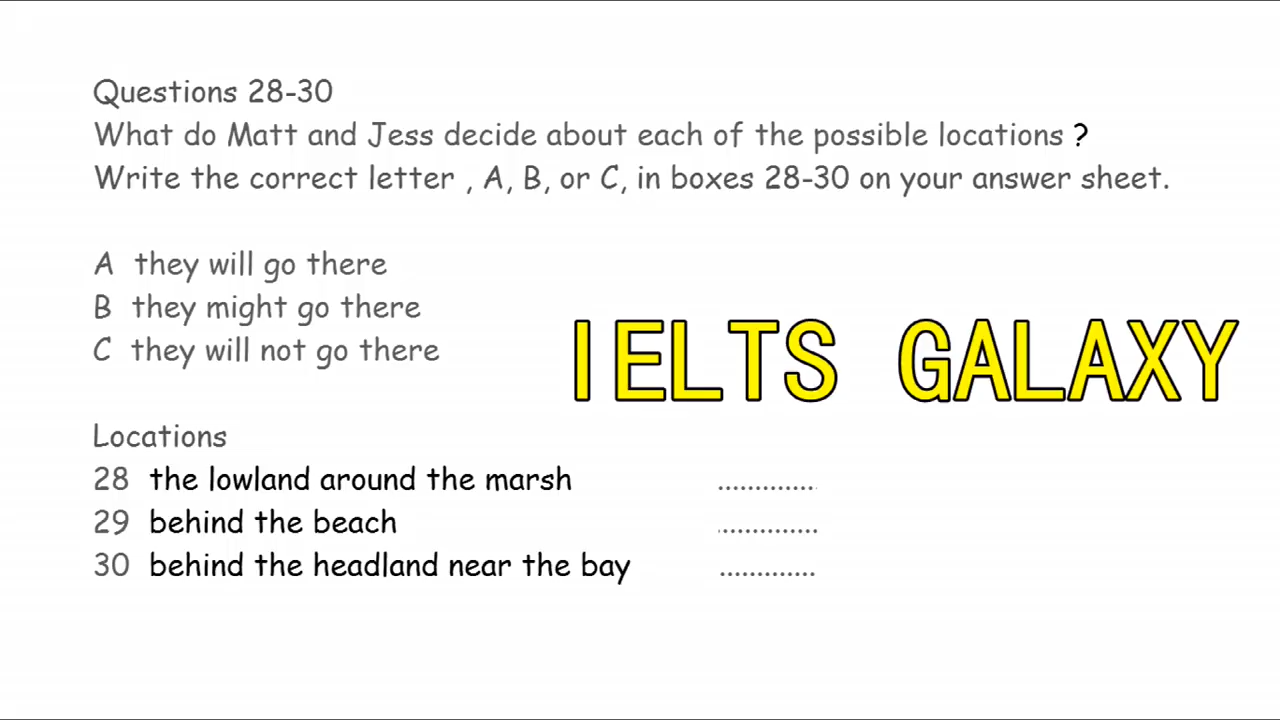 Questions 28-30
What do Matt and Jess decide about each of the possible locations ?
Write the correct letter , A, B, or C, in boxes 28-30 on your answer sheet.
A they will go there
B they might go there
C they will not go there
IELTS GALAXY
Locations
28 the lowland around the marsh .............
29 behind the beach .............
30 behind the headland near the bay .............